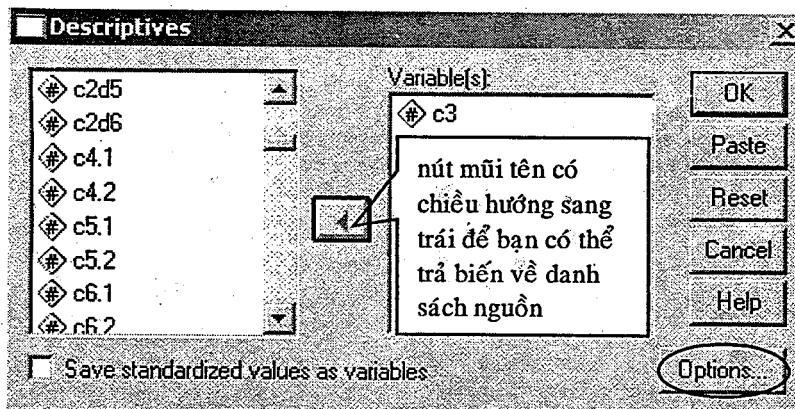 Descriptives
c2d5
c2d6
c4.1
c4.2
c5.1
c5.2
c6.1
c6.2
Variable(s):
c3
nút mũi tên có
chiều hướng sang
trái để bạn có thể
trả biến về danh
sách nguồn
OK
Paste
Reset
Cancel
Help
Save standardized values as variables
Options...